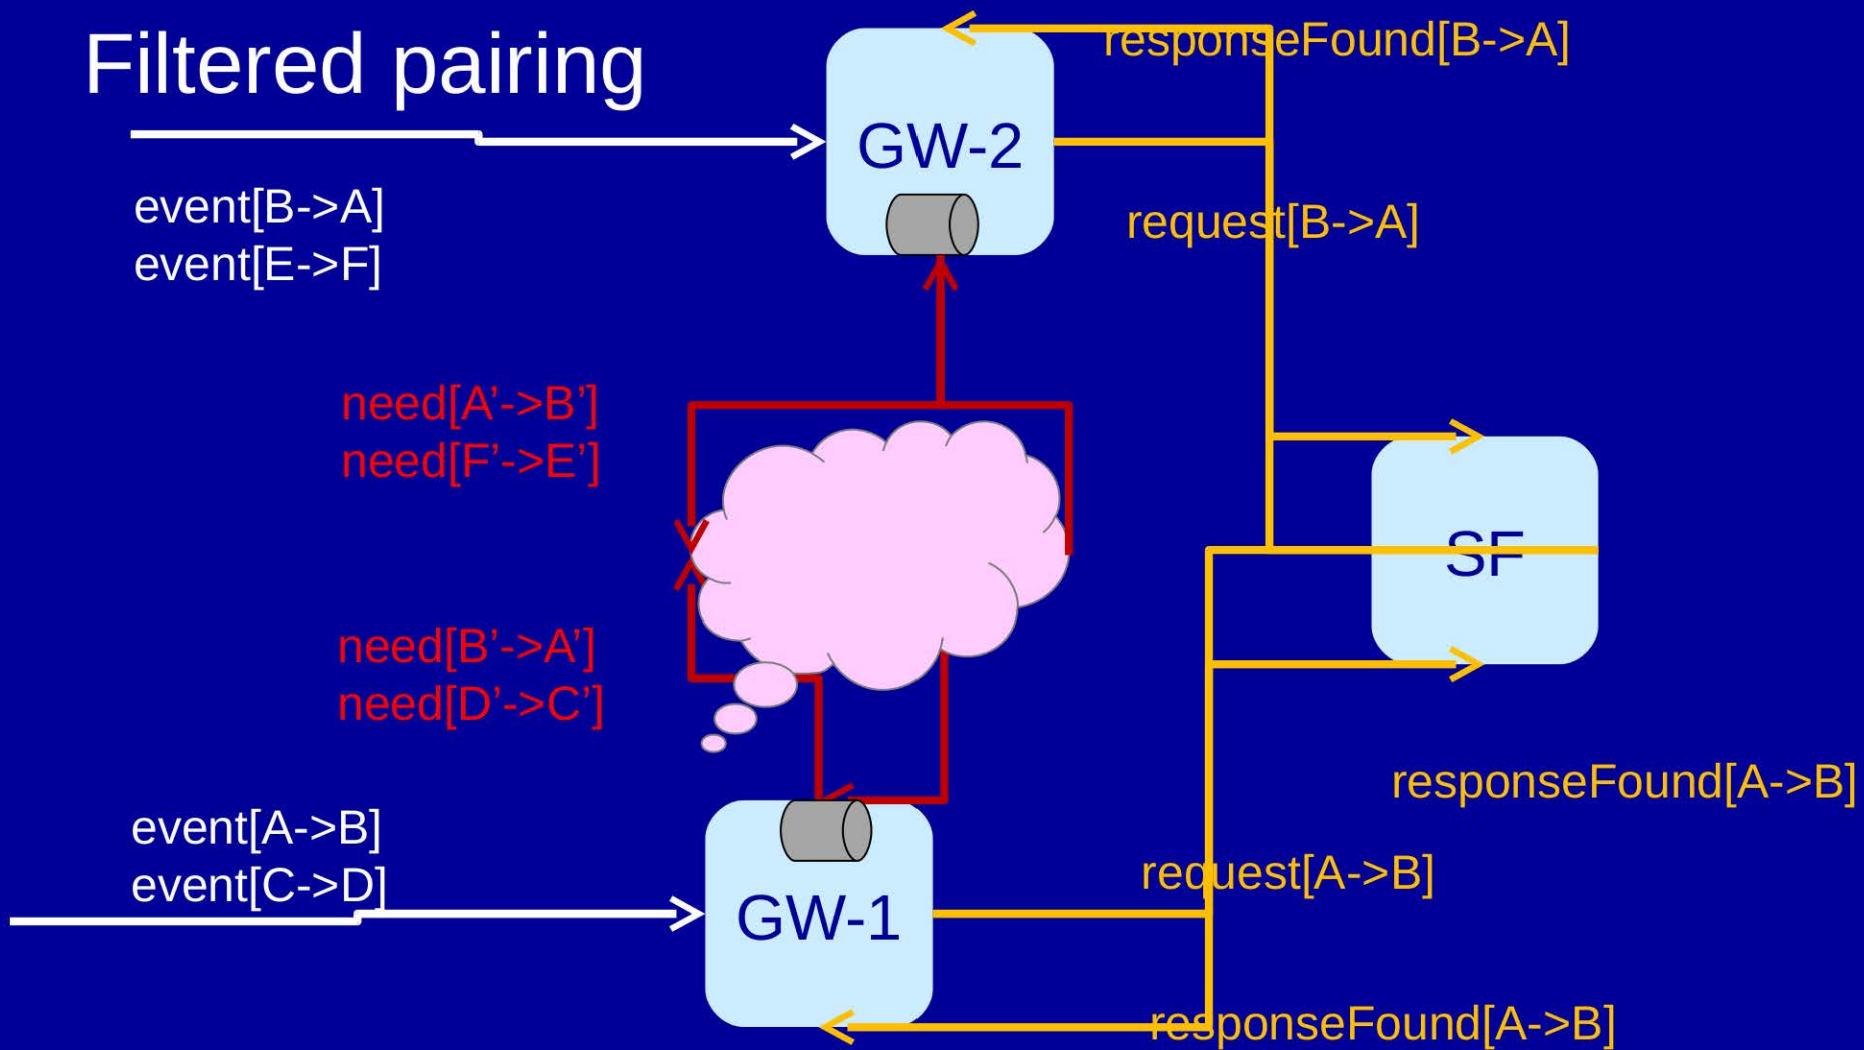 Filtered pairing
responseFound[B->A]
GW-2
event[B->A]
event[E->F]
request[B->A]
need[A’->B’]
need[F’->E’]
SF
need[B’->A’]
need[D’->C’]
responseFound[A->B]
event[A->B]
event[C->D]
request[A->B]
GW-1
responseFound[A->B]